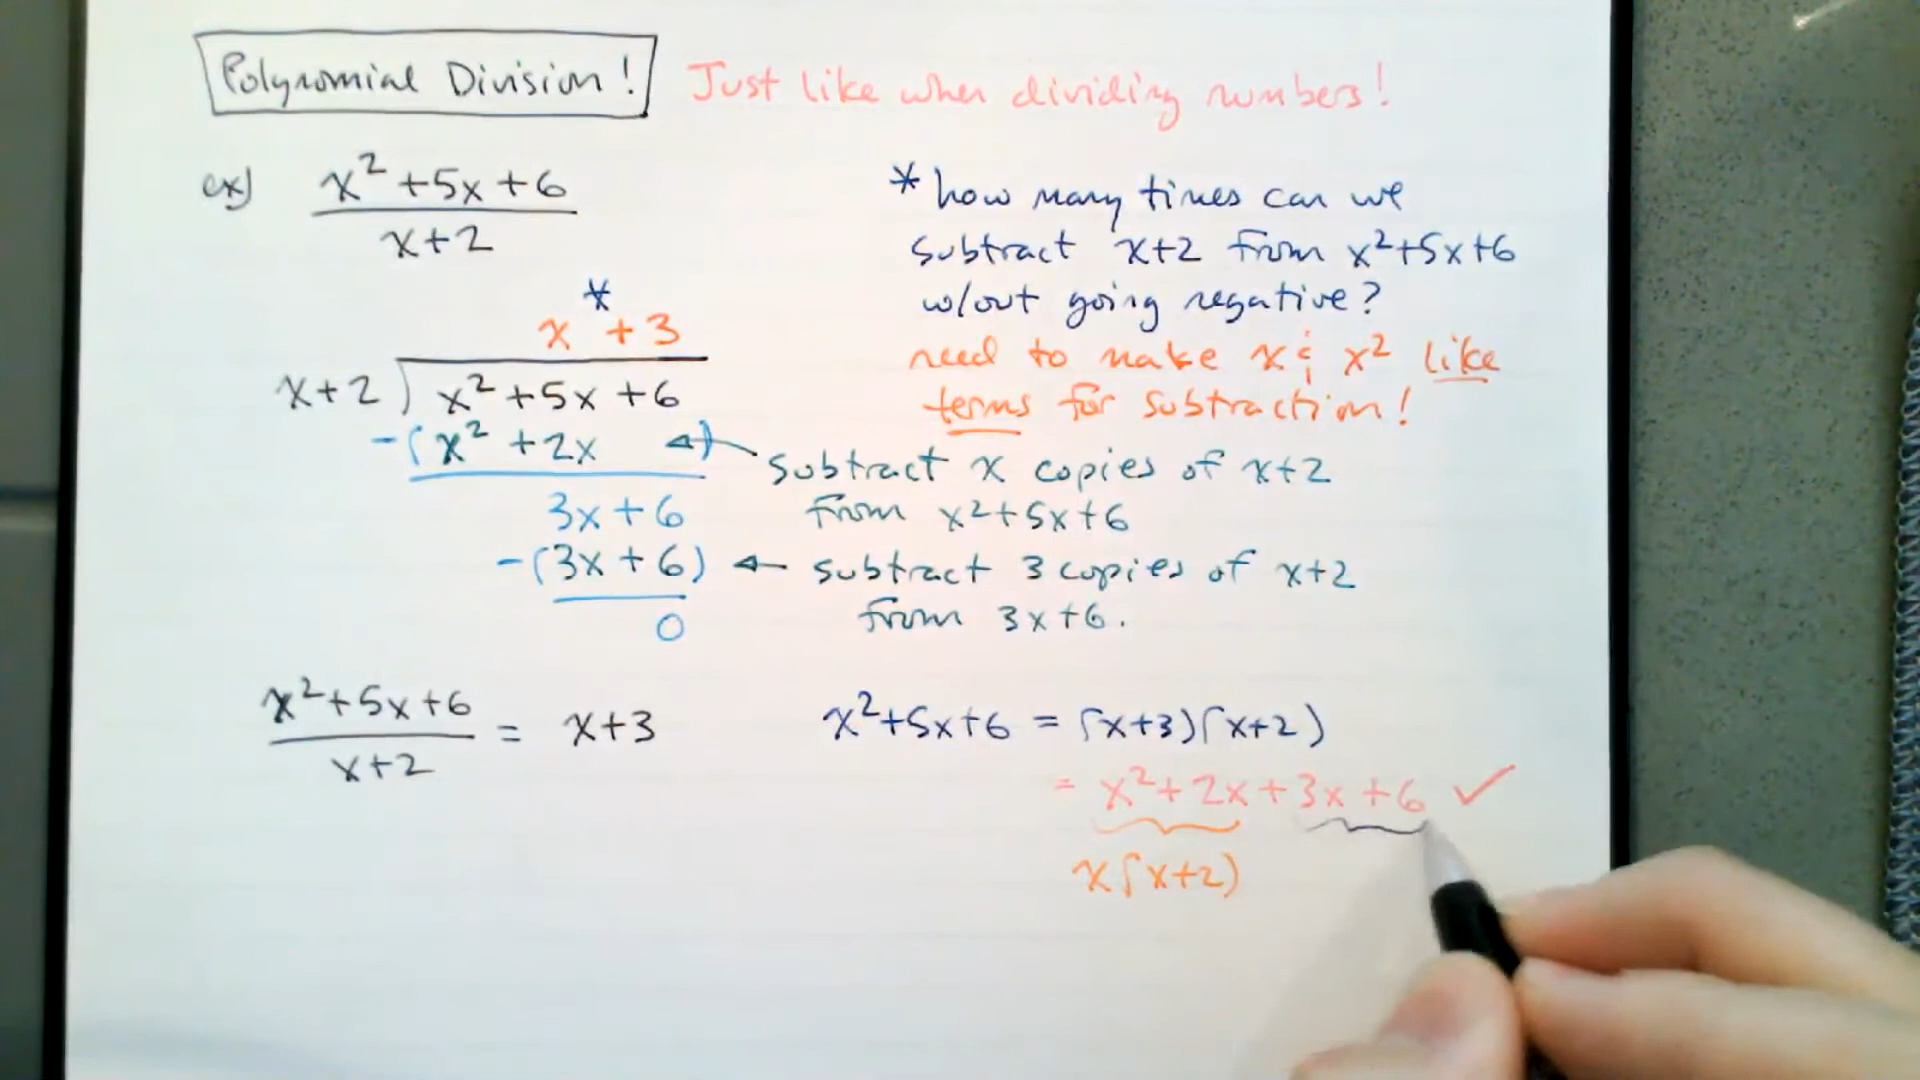 Polynomial Division! Just like when dividing numbers!
ex) x²+5x+6
x+2
* how many times can we
subtract x+2 from x²+5x+6
w/out going negative?
need to make x & x² like
terms for subtraction!
*
x +3
x+2 ) x²+5x+6
-(x²+2x )
subtract x copies of x+2
from x²+5x+6
3x+6
-(3x+6) ← subtract 3 copies of x+2
from 3x+6.
0
x²+5x+6
x+2
= x+3
x²+5x+6 = (x+3)(x+2)
= x²+2x+3x+6 ✓
x(x+2)